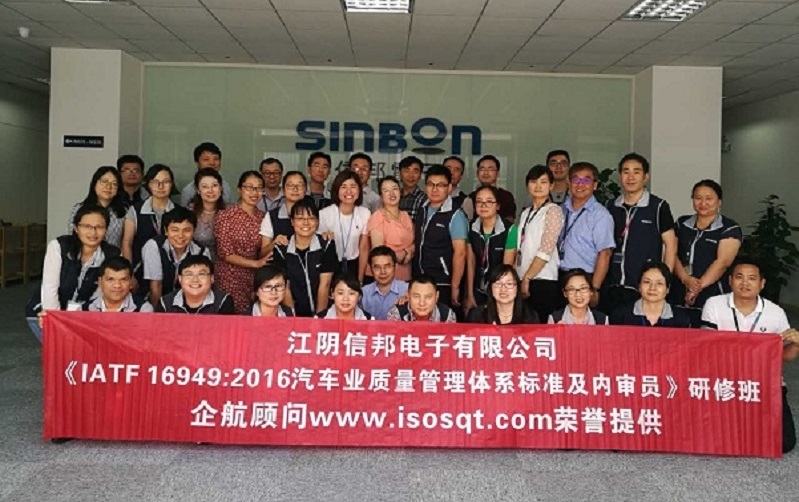 SINBON
江阴信邦电子有限公司
《IATF 16949:2016汽车业质量管理体系标准及内审员》研修班
企航顾问www.isosqt.com荣誉提供